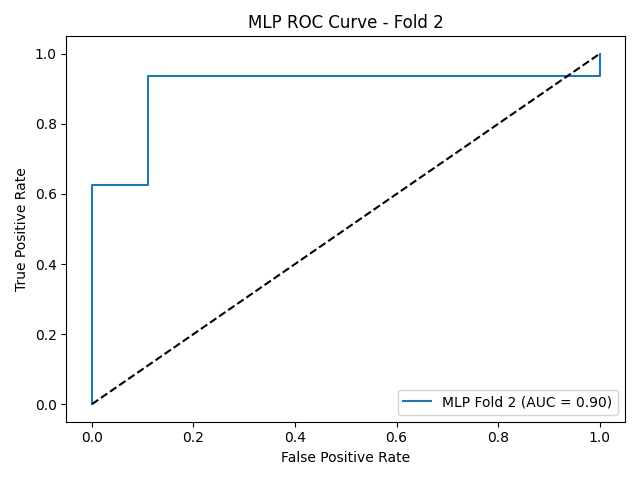 MLP ROC Curve - Fold 2
True Positive Rate
1.0
0.8
0.6
0.4
0.2
0.0
MLP Fold 2 (AUC = 0.90)
0.0 0.2 0.4 0.6 0.8 1.0
False Positive Rate